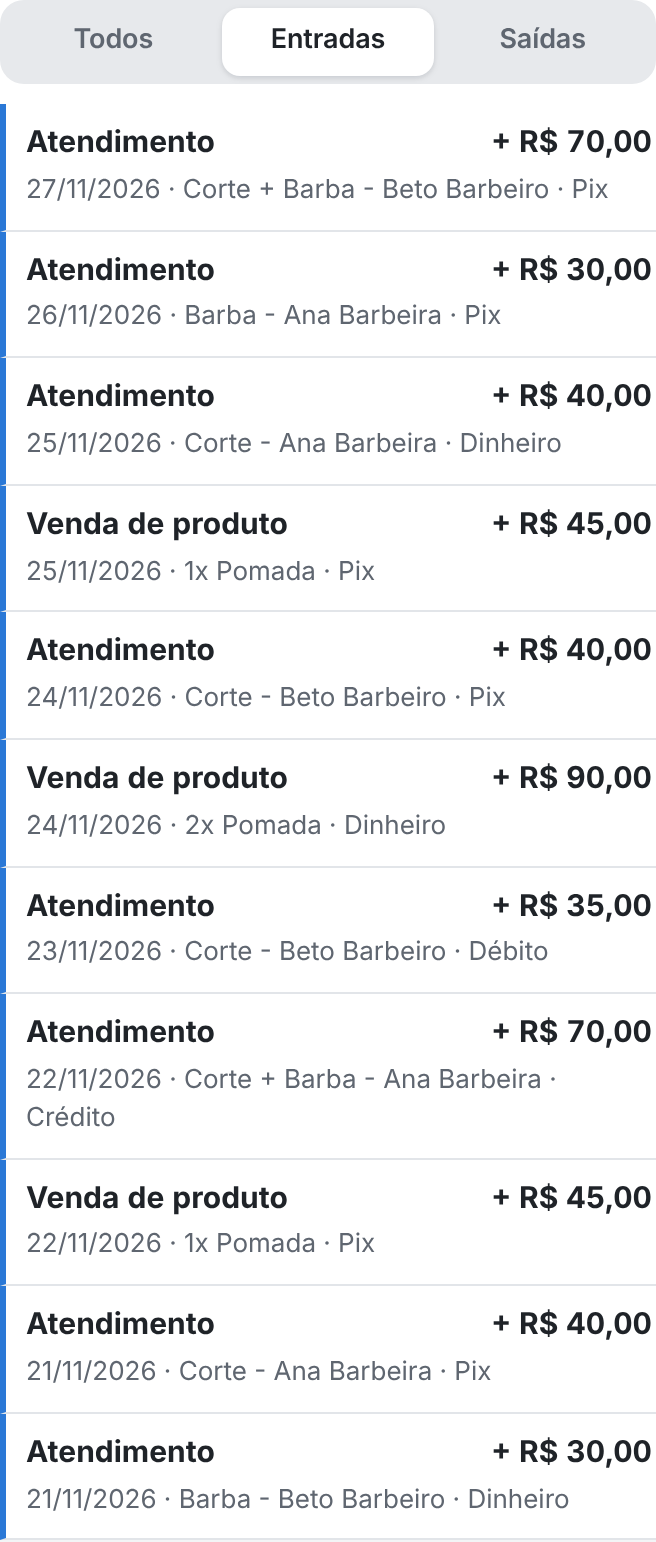 Todos Entradas Saídas
Atendimento + R$ 70,00
27/11/2026 · Corte + Barba - Beto Barbeiro · Pix
Atendimento + R$ 30,00
26/11/2026 · Barba - Ana Barbeira · Pix
Atendimento + R$ 40,00
25/11/2026 · Corte - Ana Barbeira · Dinheiro
Venda de produto + R$ 45,00
25/11/2026 · 1x Pomada · Pix
Atendimento + R$ 40,00
24/11/2026 · Corte - Beto Barbeiro · Pix
Venda de produto + R$ 90,00
24/11/2026 · 2x Pomada · Dinheiro
Atendimento + R$ 35,00
23/11/2026 · Corte - Beto Barbeiro · Débito
Atendimento + R$ 70,00
22/11/2026 · Corte + Barba - Ana Barbeira ·
Crédito
Venda de produto + R$ 45,00
22/11/2026 · 1x Pomada · Pix
Atendimento + R$ 40,00
21/11/2026 · Corte - Ana Barbeira · Pix
Atendimento + R$ 30,00
21/11/2026 · Barba - Beto Barbeiro · Dinheiro